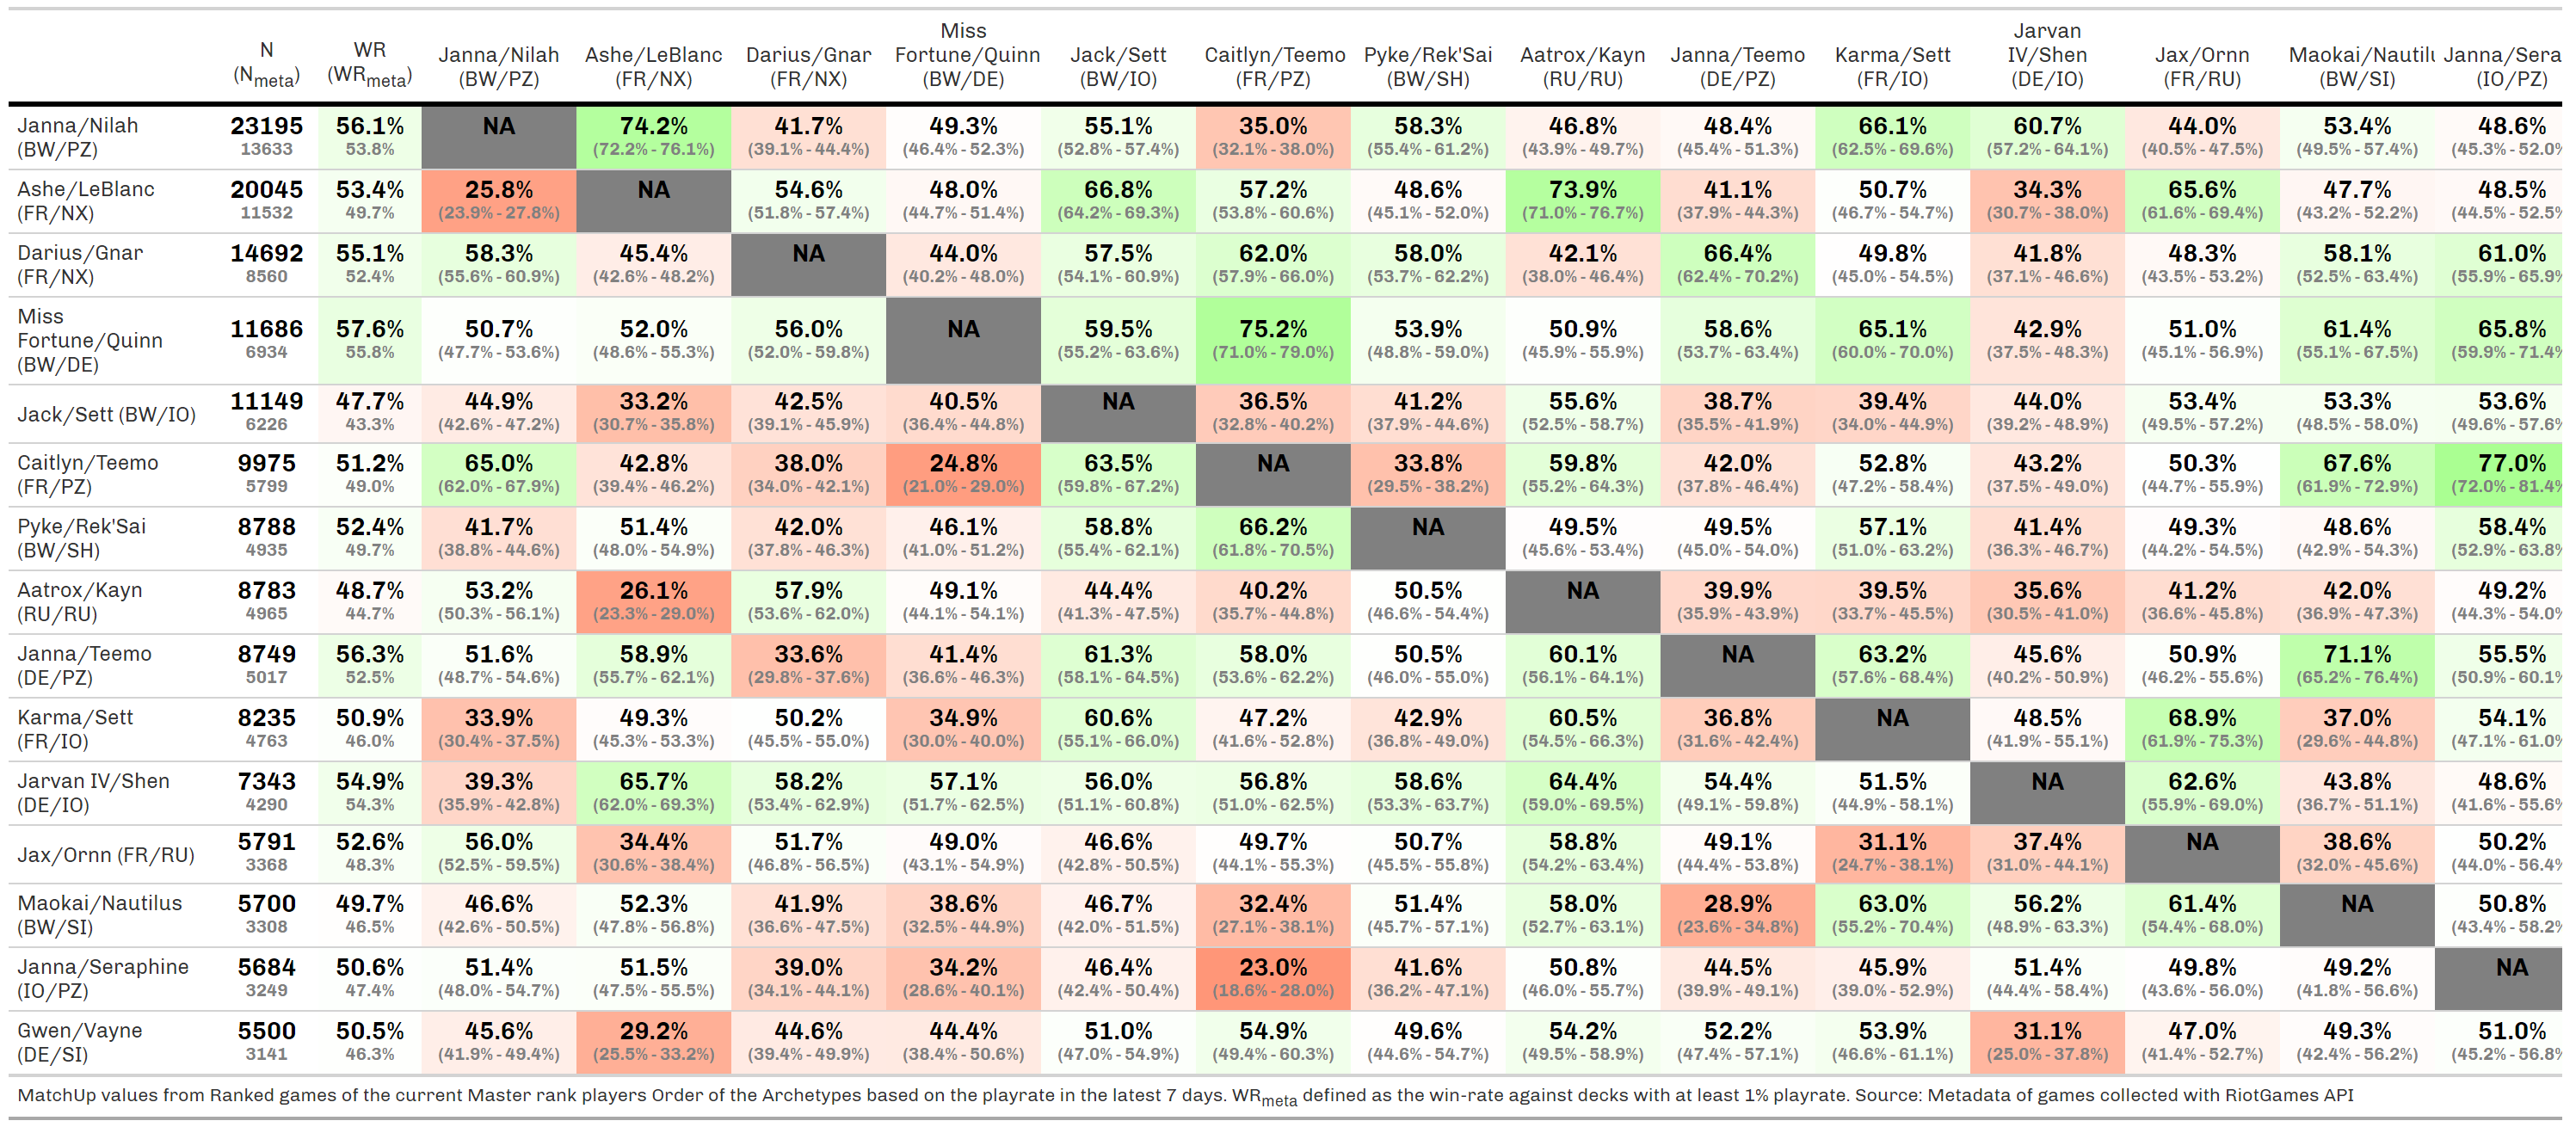 N (N_meta) WR (WR_meta) Janna/Nilah (BW/PZ) Ashe/LeBlanc (FR/NX) Darius/Gnar (FR/NX) Miss Fortune/Quinn (BW/DE) Jack/Sett (BW/IO) Caitlyn/Teemo (FR/PZ) Pyke/Rek'Sai (BW/SH) Aatrox/Kayn (RU/RU) Janna/Teemo (DE/PZ) Karma/Sett (FR/IO) Jarvan IV/Shen (DE/IO) Jax/Ornn (FR/RU) Maokai/Nautilu (BW/SI) Janna/Sera (IO/PZ)
Janna/Nilah 23195 56.1% NA 74.2% 41.7% 49.3% 55.1% 35.0% 58.3% 46.8% 48.4% 66.1% 60.7% 44.0% 53.4% 48.6%
(BW/PZ) 13633 53.8% (72.2% - 76.1%) (39.1% - 44.4%) (46.4% - 52.3%) (52.8% - 57.4%) (32.1% - 38.0%) (55.4% - 61.2%) (43.9% - 49.7%) (45.4% - 51.3%) (62.5% - 69.6%) (57.2% - 64.1%) (40.5% - 47.5%) (49.5% - 57.4%) (45.3% - 52.0%
Ashe/LeBlanc 20045 53.4% 25.8% NA 54.6% 48.0% 66.8% 57.2% 48.6% 73.9% 41.1% 50.7% 34.3% 65.6% 47.7% 48.5%
(FR/NX) 11532 49.7% (23.9% - 27.8%) (51.8% - 57.4%) (44.7% - 51.4%) (64.2% - 69.3%) (53.8% - 60.6%) (45.1% - 52.0%) (71.0% - 76.7%) (37.9% - 44.3%) (46.7% - 54.7%) (30.7% - 38.0%) (61.6% - 69.4%) (43.2% - 52.2%) (44.5% - 52.5%
Darius/Gnar 14692 55.1% 58.3% 45.4% NA 44.0% 57.5% 62.0% 58.0% 42.1% 66.4% 49.8% 41.8% 48.3% 58.1% 61.0%
(FR/NX) 8560 52.4% (55.6% - 60.9%) (42.6% - 48.2%) (40.2% - 48.0%) (54.1% - 60.9%) (57.9% - 66.0%) (53.7% - 62.2%) (38.0% - 46.4%) (62.4% - 70.2%) (45.0% - 54.5%) (37.1% - 46.6%) (43.5% - 53.2%) (52.5% - 63.4%) (55.9% - 65.9%
Miss
Fortune/Quinn 11686 57.6% 50.7% 52.0% 56.0% NA 59.5% 75.2% 53.9% 50.9% 58.6% 65.1% 42.9% 51.0% 61.4% 65.8%
(BW/DE) 6934 55.8% (47.7% - 53.6%) (48.6% - 55.3%) (52.0% - 59.8%) (55.2% - 63.6%) (71.0% - 79.0%) (48.8% - 59.0%) (45.9% - 55.9%) (53.7% - 63.4%) (60.0% - 70.0%) (37.5% - 48.3%) (45.1% - 56.9%) (55.1% - 67.5%) (59.9% - 71.4%
Jack/Sett (BW/IO) 11149 47.7% 44.9% 33.2% 42.5% 40.5% NA 36.5% 41.2% 55.6% 38.7% 39.4% 44.0% 53.4% 53.3% 53.6%
6226 43.3% (42.6% - 47.2%) (30.7% - 35.8%) (39.1% - 45.9%) (36.4% - 44.8%) (32.8% - 40.2%) (37.9% - 44.6%) (52.5% - 58.7%) (35.5% - 41.9%) (34.0% - 44.9%) (39.2% - 48.9%) (49.5% - 57.2%) (48.5% - 58.0%) (49.6% - 57.6%
Caitlyn/Teemo 9975 51.2% 65.0% 42.8% 38.0% 24.8% 63.5% NA 33.8% 59.8% 42.0% 52.8% 43.2% 50.3% 67.6% 77.0%
(FR/PZ) 5799 49.0% (62.0% - 67.9%) (39.4% - 46.2%) (34.0% - 42.1%) (21.0% - 29.0%) (59.8% - 67.2%) (29.5% - 38.2%) (55.2% - 64.3%) (37.8% - 46.4%) (47.2% - 58.4%) (37.5% - 49.0%) (44.7% - 55.9%) (61.9% - 72.9%) (72.0% - 81.4%
Pyke/Rek'Sai 8788 52.4% 41.7% 51.4% 42.0% 46.1% 58.8% 66.2% NA 49.5% 49.5% 57.1% 41.4% 49.3% 48.6% 58.4%
(BW/SH) 4935 49.7% (38.8% - 44.6%) (48.0% - 54.9%) (37.8% - 46.3%) (41.0% - 51.2%) (55.4% - 62.1%) (61.8% - 70.5%) (45.6% - 53.4%) (45.0% - 54.0%) (51.0% - 63.2%) (36.3% - 46.7%) (44.2% - 54.5%) (42.9% - 54.3%) (52.9% - 63.8%
Aatrox/Kayn 8783 48.7% 53.2% 26.1% 57.9% 49.1% 44.4% 40.2% 50.5% NA 39.9% 39.5% 35.6% 41.2% 42.0% 49.2%
(RU/RU) 4965 44.7% (50.3% - 56.1%) (23.3% - 29.0%) (53.6% - 62.0%) (44.1% - 54.1%) (41.3% - 47.5%) (35.7% - 44.8%) (46.6% - 54.4%) (35.9% - 43.9%) (33.7% - 45.5%) (30.5% - 41.0%) (36.6% - 45.8%) (36.9% - 47.3%) (44.3% - 54.0%
Janna/Teemo 8749 56.3% 51.6% 58.9% 33.6% 41.4% 61.3% 58.0% 50.5% 60.1% NA 63.2% 45.6% 50.9% 71.1% 55.5%
(DE/PZ) 5017 52.5% (48.7% - 54.6%) (55.7% - 62.1%) (29.8% - 37.6%) (36.6% - 46.3%) (58.1% - 64.5%) (53.6% - 62.2%) (46.0% - 55.0%) (56.1% - 64.1%) (57.6% - 68.4%) (40.2% - 50.9%) (46.2% - 55.6%) (65.2% - 76.4%) (50.9% - 60.1%
Karma/Sett 8235 50.9% 33.9% 49.3% 50.2% 34.9% 60.6% 47.2% 42.9% 60.5% 36.8% NA 48.5% 68.9% 37.0% 54.1%
(FR/IO) 4763 46.0% (30.4% - 37.5%) (45.3% - 53.3%) (45.5% - 55.0%) (30.0% - 40.0%) (55.1% - 66.0%) (41.6% - 52.8%) (36.8% - 49.0%) (54.5% - 66.3%) (31.6% - 42.4%) (41.9% - 55.1%) (61.9% - 75.3%) (29.6% - 44.8%) (47.1% - 61.0%
Jarvan IV/Shen 7343 54.9% 39.3% 65.7% 58.2% 57.1% 56.0% 56.8% 58.6% 64.4% 54.4% 51.5% NA 62.6% 43.8% 48.6%
(DE/IO) 4290 54.3% (35.9% - 42.8%) (62.0% - 69.3%) (53.4% - 62.9%) (51.7% - 62.5%) (51.1% - 60.8%) (51.0% - 62.5%) (53.3% - 63.7%) (59.0% - 69.5%) (49.1% - 59.8%) (44.9% - 58.1%) (55.9% - 69.0%) (36.7% - 51.1%) (41.6% - 55.6%
Jax/Ornn (FR/RU) 5791 52.6% 56.0% 34.4% 51.7% 49.0% 46.6% 49.7% 50.7% 58.8% 49.1% 31.1% 37.4% NA 38.6% 50.2%
3368 48.3% (52.5% - 59.5%) (30.6% - 38.4%) (46.8% - 56.5%) (43.1% - 54.9%) (42.8% - 50.5%) (44.1% - 55.3%) (45.5% - 55.8%) (54.2% - 63.4%) (44.4% - 53.8%) (24.7% - 38.1%) (31.0% - 44.1%) (32.0% - 45.6%) (44.0% - 56.4%
Maokai/Nautilus 5700 49.7% 46.6% 52.3% 41.9% 38.6% 46.7% 32.4% 51.4% 58.0% 28.9% 63.0% 56.2% 61.4% NA 50.8%
(BW/SI) 3308 46.5% (42.6% - 50.5%) (47.8% - 56.8%) (36.6% - 47.5%) (32.5% - 44.9%) (42.0% - 51.5%) (27.1% - 38.1%) (45.7% - 57.1%) (52.7% - 63.1%) (23.6% - 34.8%) (55.2% - 70.4%) (48.9% - 63.3%) (54.4% - 68.0%) (43.4% - 58.2%
Janna/Seraphine 5684 50.6% 51.4% 51.5% 39.0% 34.2% 46.4% 23.0% 41.6% 50.8% 44.5% 45.9% 51.4% 49.8% 49.2% NA
(IO/PZ) 3249 47.4% (48.0% - 54.7%) (47.5% - 55.5%) (34.1% - 44.1%) (28.6% - 40.1%) (42.4% - 50.4%) (18.6% - 28.0%) (36.2% - 47.1%) (46.0% - 55.7%) (39.9% - 49.1%) (39.0% - 52.9%) (44.4% - 58.4%) (43.6% - 56.0%) (41.8% - 56.6%)
Gwen/Vayne 5500 50.5% 45.6% 29.2% 44.6% 44.4% 51.0% 54.9% 49.6% 54.2% 52.2% 53.9% 31.1% 47.0% 49.3% 51.0%
(DE/SI) 3141 46.3% (41.9% - 49.4%) (25.5% - 33.2%) (39.4% - 49.9%) (38.4% - 50.6%) (47.0% - 54.9%) (49.4% - 60.3%) (44.6% - 54.7%) (49.5% - 58.9%) (47.4% - 57.1%) (46.6% - 61.1%) (25.0% - 37.8%) (41.4% - 52.7%) (42.4% - 56.2%) (45.2% - 56.8%
MatchUp values from Ranked games of the current Master rank players Order of the Archetypes based on the playrate in the latest 7 days. WR_meta defined as the win-rate against decks with at least 1% playrate. Source: Metadata of games collected with RiotGames API